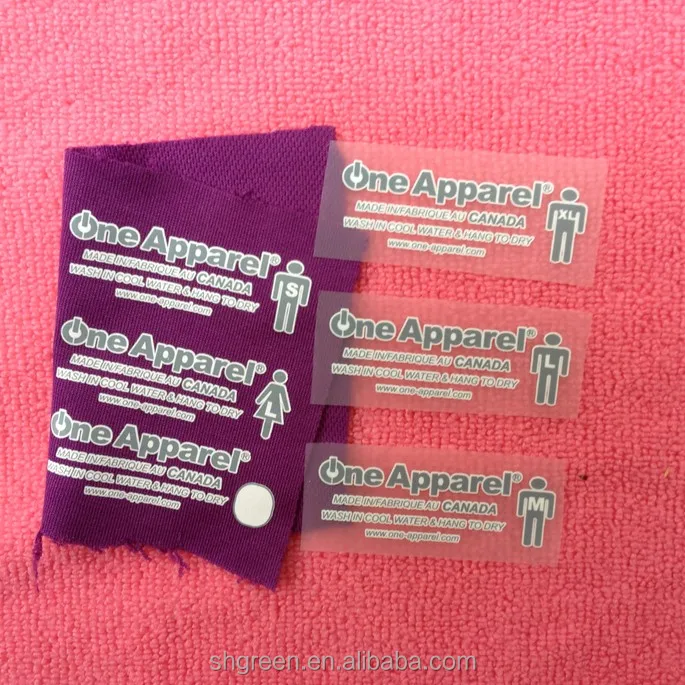 One Apparel®
MADE IN/FABRIQUE AU CANADA
WASH IN COOL WATER & HANG TO DRY
www.one-apparel.com
S
One Apparel®
MADE IN/FABRIQUE AU CANADA
WASH IN COOL WATER & HANG TO DRY
www.one-apparel.com
L
One Apparel®
MADE IN/FABRIQUE AU CANADA
WASH IN COOL WATER & HANG TO DRY
www.one-apparel.com
One Apparel®
MADE IN/FABRIQUE AU CANADA
WASH IN COOL WATER & HANG TO DRY
www.one-apparel.com
XL
One Apparel®
MADE IN/FABRIQUE AU CANADA
WASH IN COOL WATER & HANG TO DRY
www.one-apparel.com
L
One Apparel®
MADE IN/FABRIQUE AU CANADA
WASH IN COOL WATER & HANG TO DRY
www.one-apparel.com
M
shgreen.en.alibaba.com